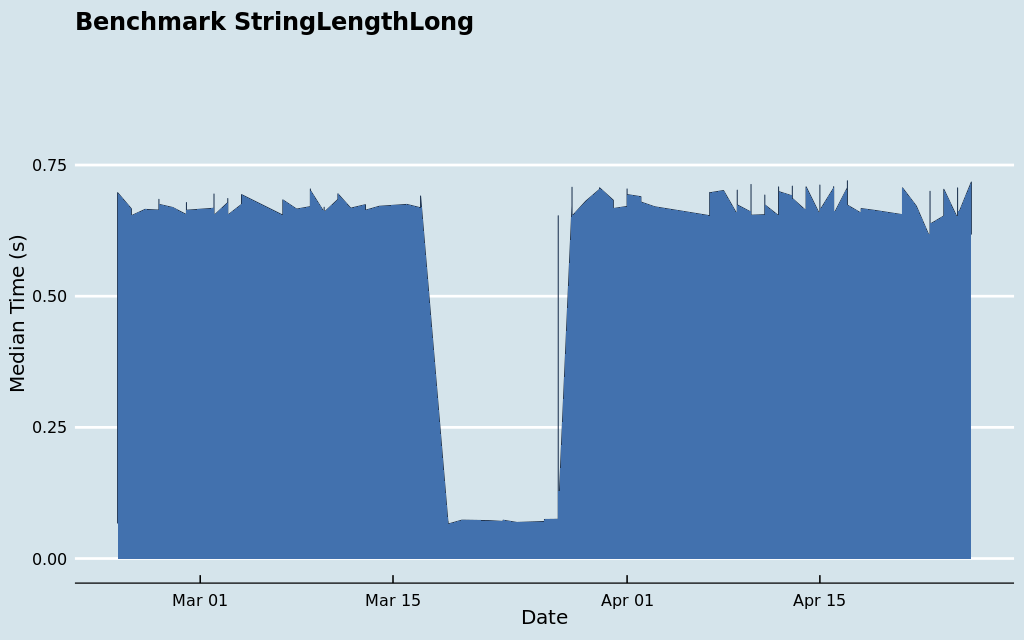 Benchmark StringLengthLong
Median Time (s)
0.75
0.50
0.25
0.00
Mar 01
Mar 15
Apr 01
Apr 15
Date